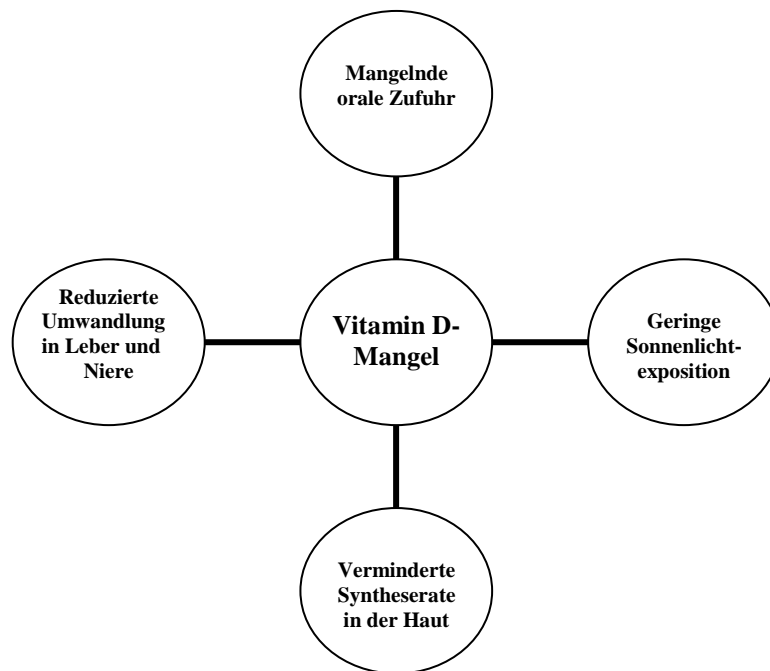 Mangelnde
orale Zufuhr
Reduzierte
Umwandlung
in Leber und
Niere
Vitamin D-
Mangel
Geringe
Sonnenlicht-
exposition
Verminderte
Syntheserate
in der Haut